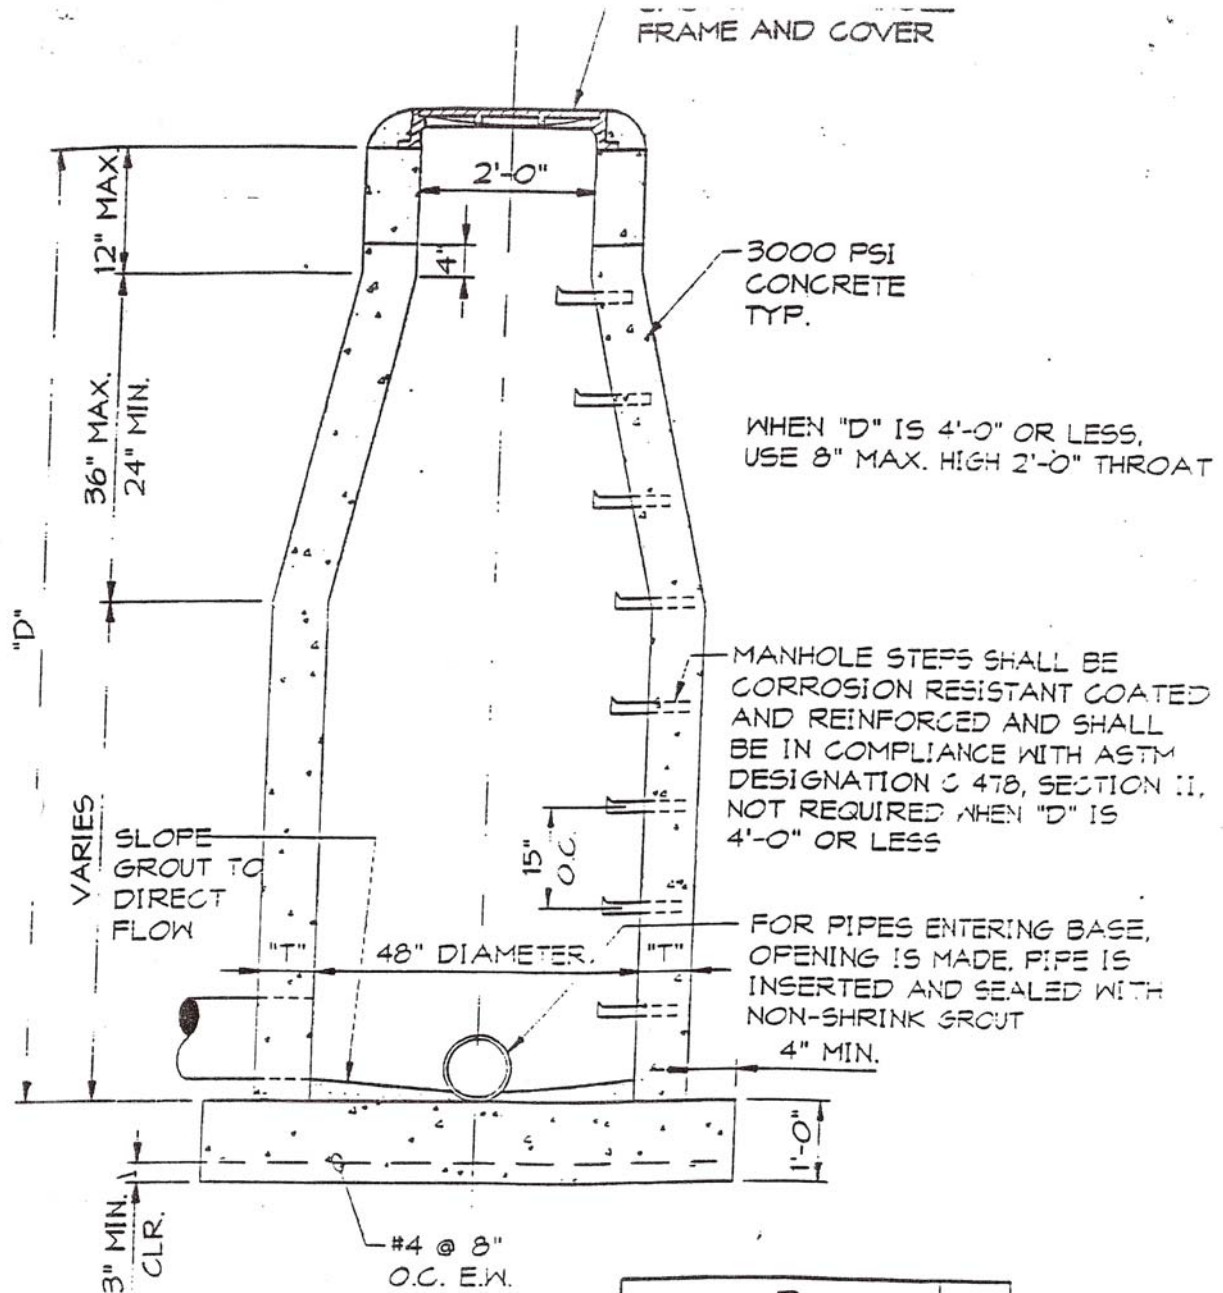 FRAME AND COVER
2'-0"
12" MAX.
4"
3000 PSI
CONCRETE
TYP.
36" MAX.
24" MIN.
WHEN "D" IS 4'-0" OR LESS,
USE 8" MAX. HIGH 2'-0" THROAT
"D"
MANHOLE STEPS SHALL BE
CORROSION RESISTANT COATED
AND REINFORCED AND SHALL
BE IN COMPLIANCE WITH ASTM
DESIGNATION C 478, SECTION 11,
NOT REQUIRED WHEN "D" IS
4'-0" OR LESS
VARIES
SLOPE
GROUT TO
DIRECT
FLOW
15"
O.C.
"T"
48" DIAMETER.
"T"
FOR PIPES ENTERING BASE,
OPENING IS MADE. PIPE IS
INSERTED AND SEALED WITH
NON-SHRINK GROUT
4" MIN.
1'-0"
3" MIN.
CLR.
#4 @ 8"
O.C. E.W.